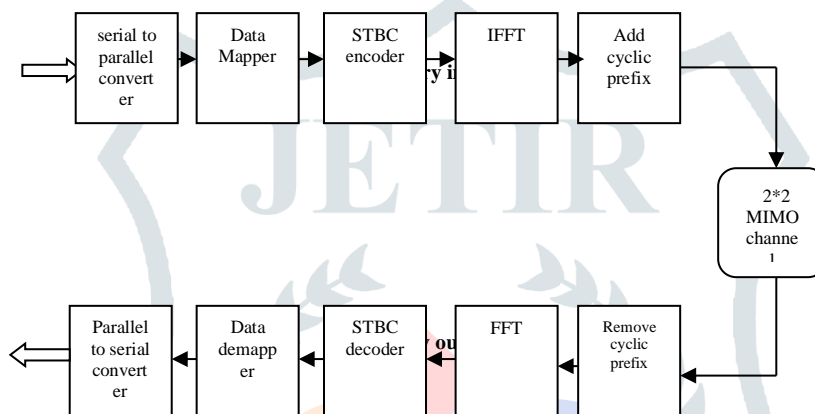 serial to
parallel
convert
er
Data
Mapper
STBC
encoder
IFFT
Add
cyclic
prefix
JETIR
2*2
MIMO
channe
Parallel
to serial
convert
er
Data
demapp
er
STBC
decoder
FFT
Remove
cyclic
prefix